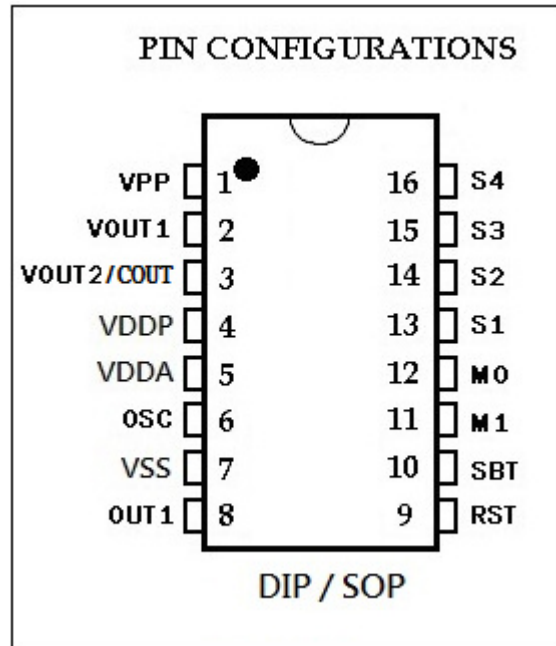 PIN CONFIGURATIONS
VPP 1 16 S4
VOUT1 2 15 S3
VOUT2/COUT 3 14 S2
VDDP 4 13 S1
VDDA 5 12 M0
OSC 6 11 M1
VSS 7 10 SBT
OUT1 8 9 RST
DIP / SOP